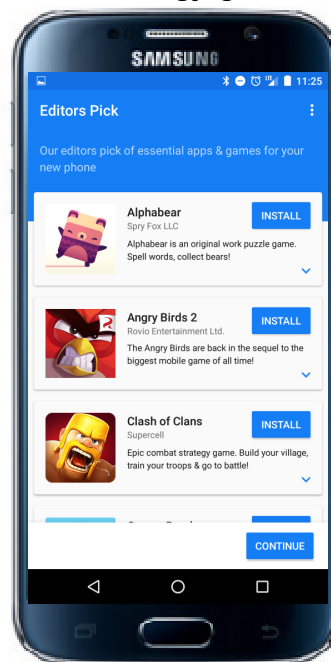 SAMSUNG
11:25
Editors Pick
Our editors pick of essential apps & games for your
new phone
Alphabear
INSTALL
Spry Fox LLC
Alphabear is an original work puzzle game.
Spell words, collect bears!
Angry Birds 2
INSTALL
Rovio Entertainment Ltd.
The Angry Birds are back in the sequel to the
biggest mobile game of all time!
Clash of Clans
INSTALL
Supercell
Epic combat strategy game. Build your village,
train your troops & go to battle!
CONTINUE